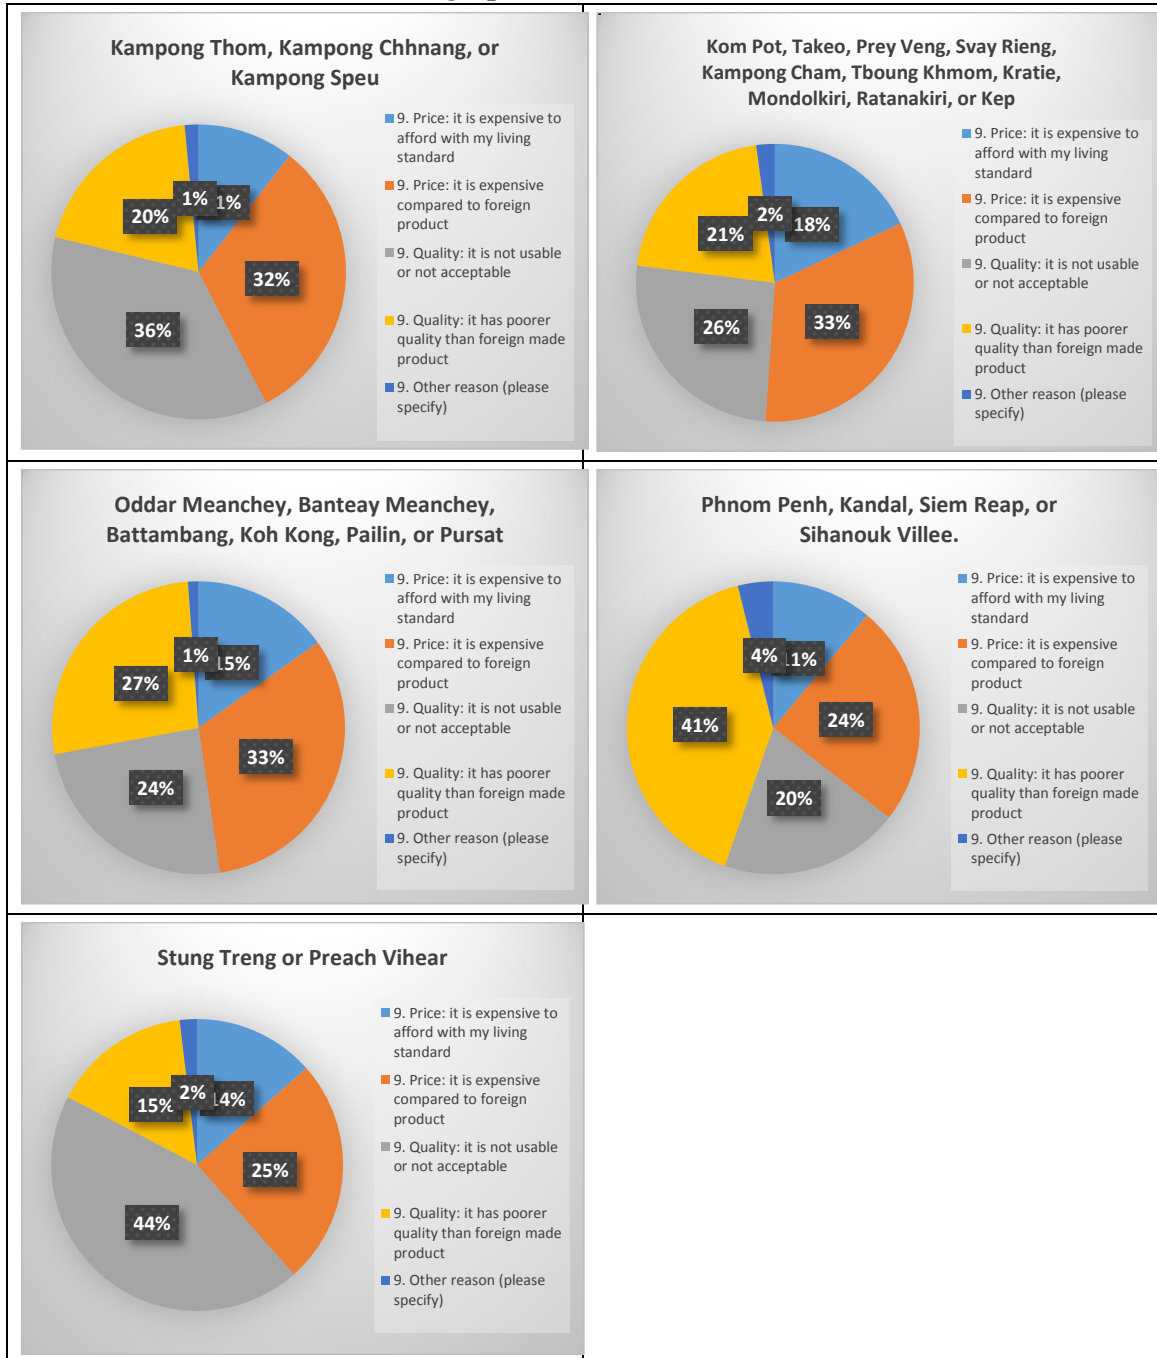 Kampong Thom, Kampong Chhnang, or
Kampong Speu
9. Price: it is expensive to
afford with my living
standard
9. Price: it is expensive
compared to foreign
product
9. Quality: it is not usable
or not acceptable
9. Quality: it has poorer
quality than foreign made
product
9. Other reason (please
specify)
1%
1%
20%
32%
36%
Kom Pot, Takeo, Prey Veng, Svay Rieng,
Kampong Cham, Tboung Khmom, Kratie,
Mondolkiri, Ratanakiri, or Kep
9. Price: it is expensive to
afford with my living
standard
9. Price: it is expensive
compared to foreign
product
9. Quality: it is not usable
or not acceptable
9. Quality: it has poorer
quality than foreign made
product
9. Other reason (please
specify)
2%
18%
21%
33%
26%
Oddar Meanchey, Banteay Meanchey,
Battambang, Koh Kong, Pailin, or Pursat
9. Price: it is expensive to
afford with my living
standard
9. Price: it is expensive
compared to foreign
product
9. Quality: it is not usable
or not acceptable
9. Quality: it has poorer
quality than foreign made
product
9. Other reason (please
specify)
1%
15%
27%
33%
24%
Phnom Penh, Kandal, Siem Reap, or
Sihanouk Villee.
9. Price: it is expensive to
afford with my living
standard
9. Price: it is expensive
compared to foreign
product
9. Quality: it is not usable
or not acceptable
9. Quality: it has poorer
quality than foreign made
product
9. Other reason (please
specify)
4%
11%
41%
24%
20%
Stung Treng or Preach Vihear
9. Price: it is expensive to
afford with my living
standard
9. Price: it is expensive
compared to foreign
product
9. Quality: it is not usable
or not acceptable
9. Quality: it has poorer
quality than foreign made
product
9. Other reason (please
specify)
2%
14%
15%
25%
44%